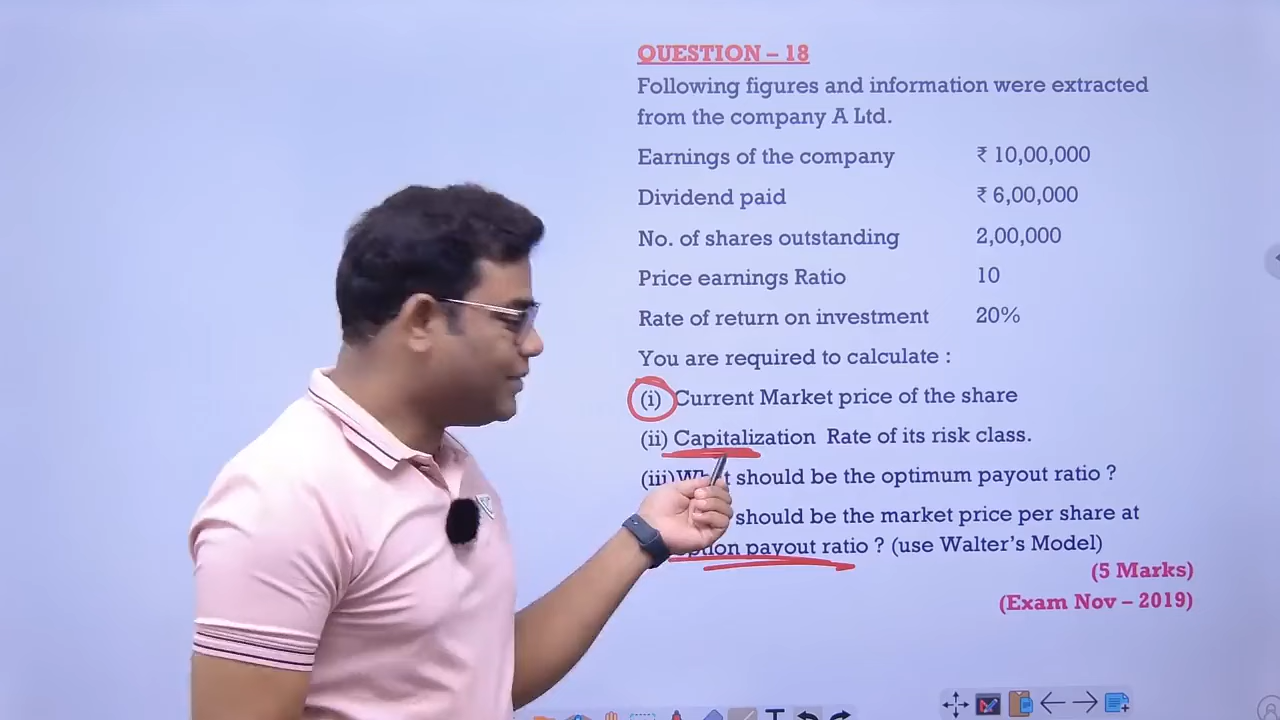 QUESTION – 18
Following figures and information were extracted
from the company A Ltd.
Earnings of the company ₹ 10,00,000
Dividend paid ₹ 6,00,000
No. of shares outstanding 2,00,000
Price earnings Ratio 10
Rate of return on investment 20%
You are required to calculate :
(i) Current Market price of the share
(ii) Capitalization Rate of its risk class.
(iii) What should be the optimum payout ratio ?
should be the market price per share at
payout ratio ? (use Walter's Model)
(5 Marks)
(Exam Nov – 2019)